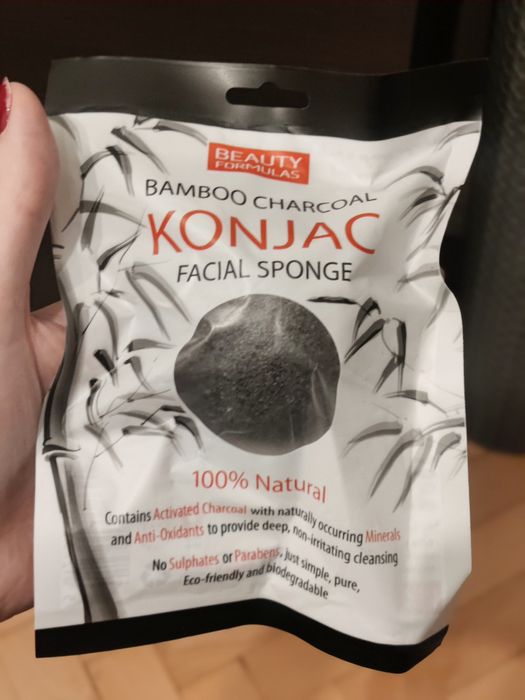 BEAUTY
FORMULAS
BAMBOO CHARCOAL
KONJAC
FACIAL SPONGE
100% Natural
Contains Activated Charcoal with naturally occurring Minerals
and Anti-Oxidants to provide deep, non-irritating cleansing
No Sulphates or Parabens, just simple, pure,
Eco-friendly and biodegradable